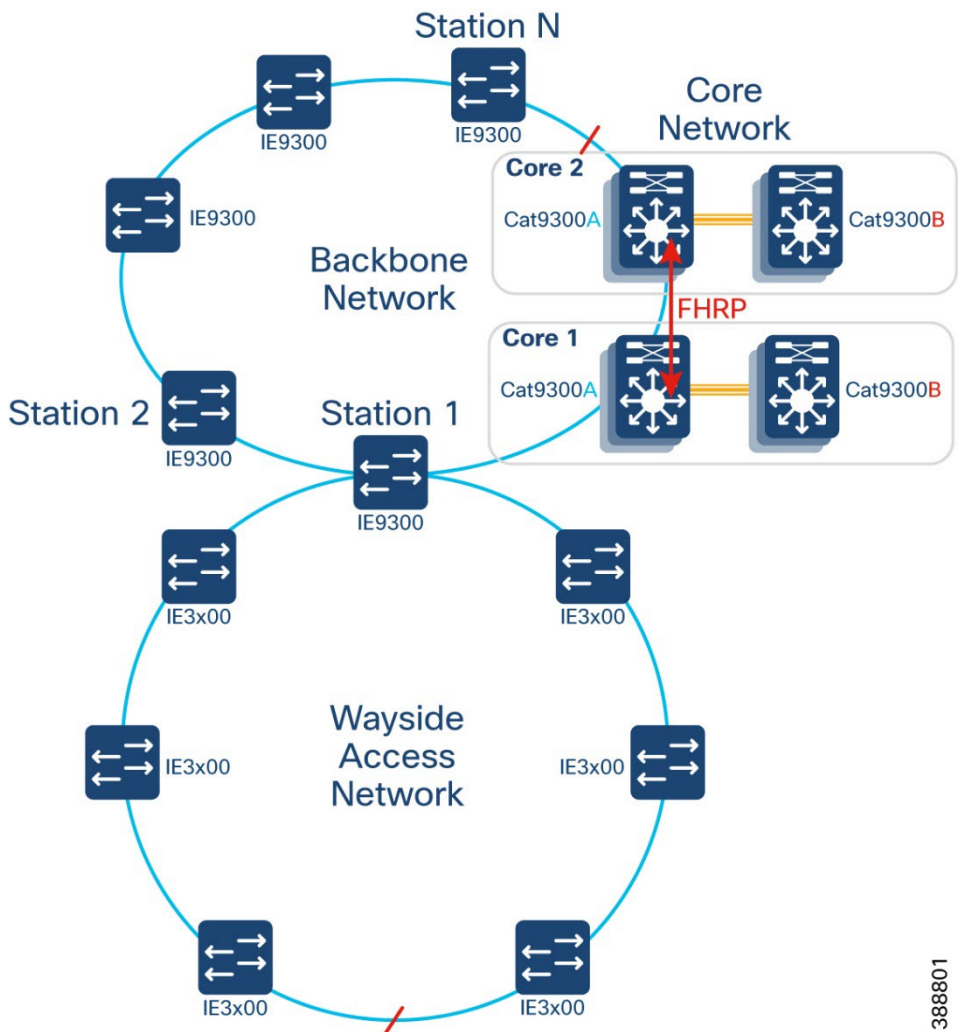 Station N
IE9300
IE9300
Core
Network
Core 2
Cat9300A
Cat9300B
IE9300
Backbone
Network
FHRP
Core 1
Cat9300A
Cat9300B
Station 2
IE9300
Station 1
IE9300
IE3x00
IE3x00
Wayside
Access
Network
IE3x00
IE3x00
IE3x00
IE3x00
388801